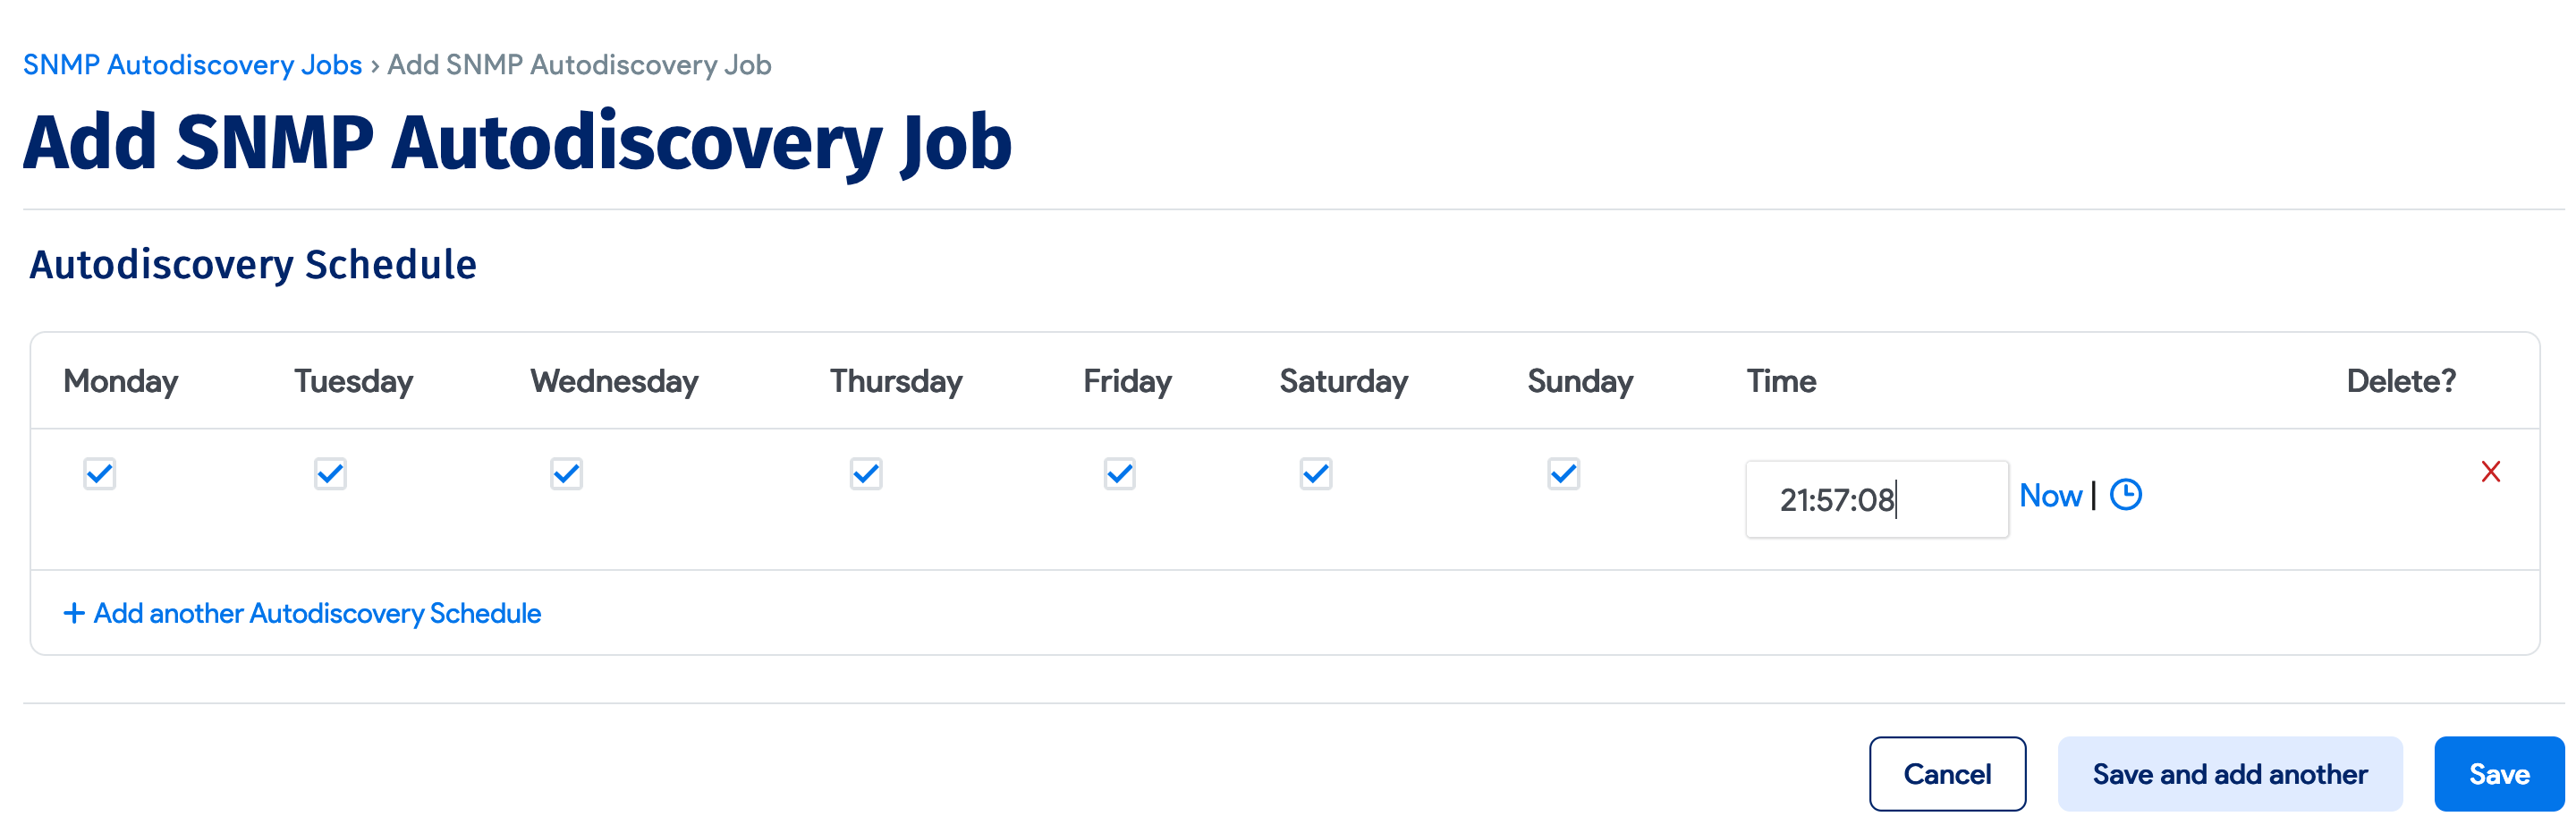 SNMP Autodiscovery Jobs › Add SNMP Autodiscovery Job
Add SNMP Autodiscovery Job
Autodiscovery Schedule
Monday Tuesday Wednesday Thursday Friday Saturday Sunday Time Delete?
21:57:08 Now |
+ Add another Autodiscovery Schedule
Cancel Save and add another Save